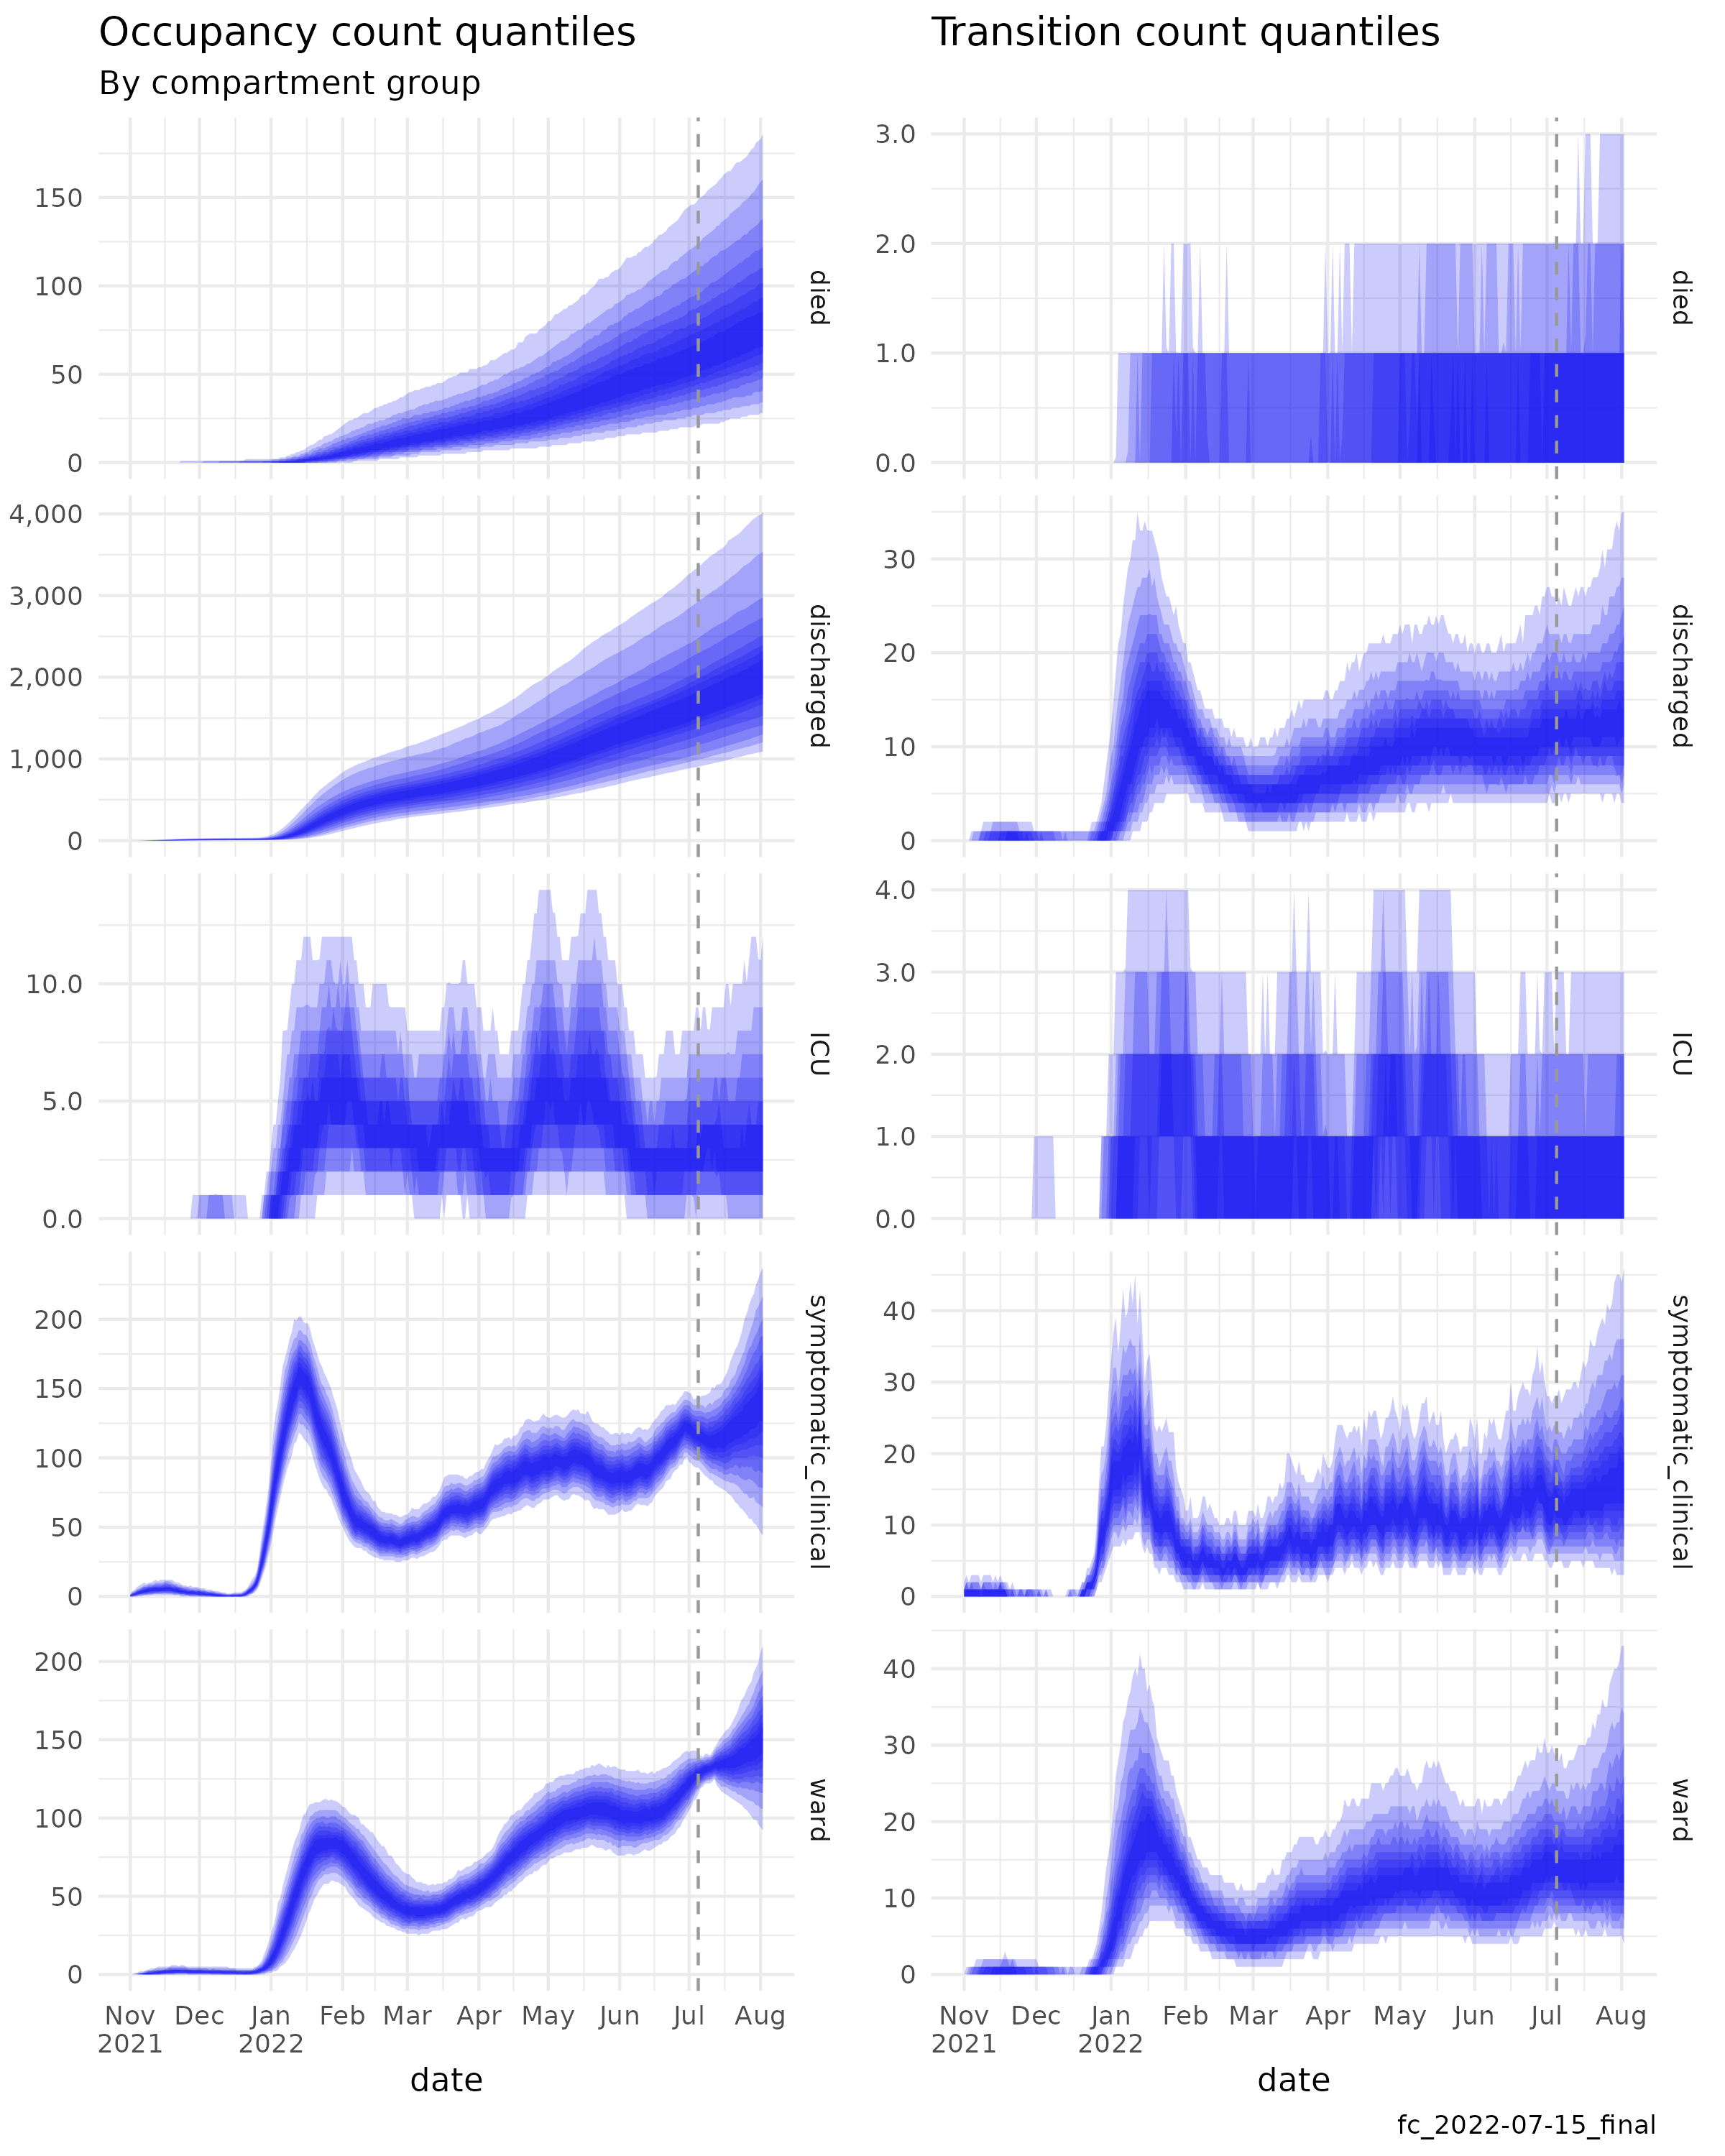 Occupancy count quantiles
By compartment group
150
100
50
0
died
4,000
3,000
2,000
1,000
0
discharged
10.0
5.0
0.0
ICU
200
150
100
50
0
symptomatic_clinical
200
150
100
50
0
ward
Nov Dec Jan Feb Mar Apr May Jun Jul Aug
2021 2022
date
Transition count quantiles
3.0
2.0
1.0
0.0
died
30
20
10
0
discharged
4.0
3.0
2.0
1.0
0.0
ICU
40
30
20
10
0
symptomatic_clinical
40
30
20
10
0
ward
Nov Dec Jan Feb Mar Apr May Jun Jul Aug
2021 2022
date
fc_2022-07-15_final